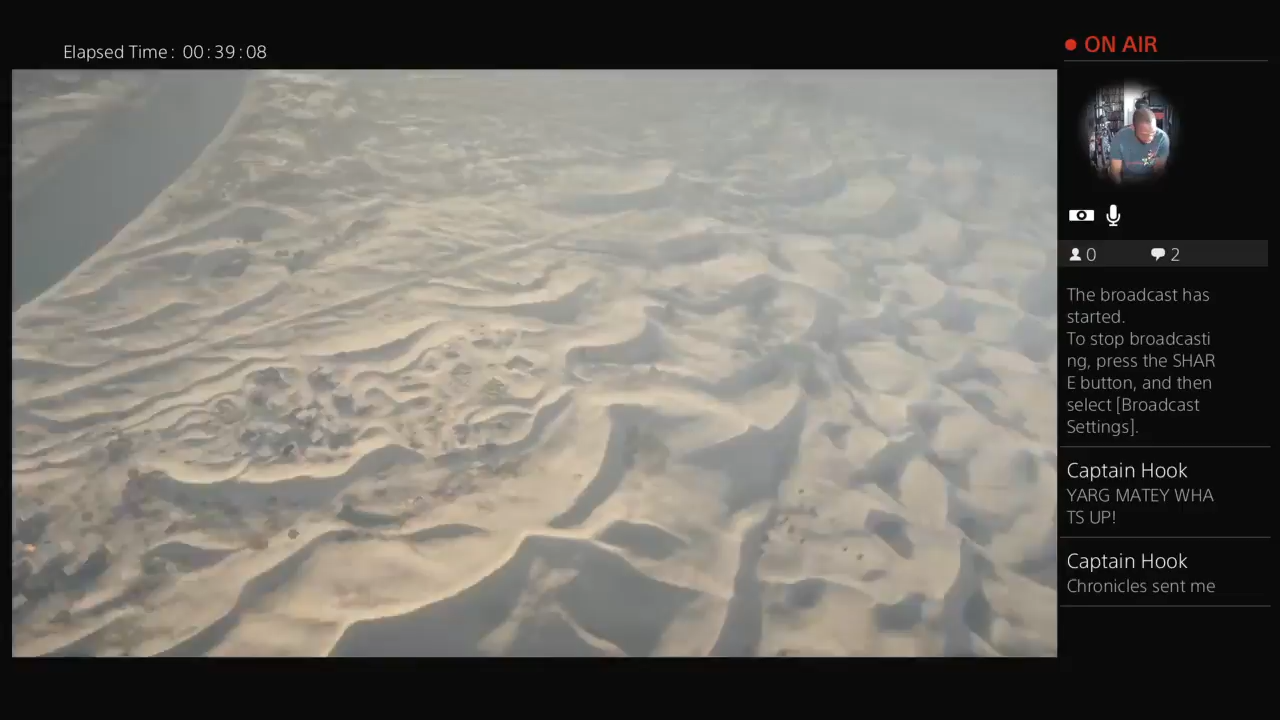 Elapsed Time: 00:39:08
ON AIR
0
2
The broadcast has
started.
To stop broadcasti
ng, press the SHAR
E button, and then
select [Broadcast
Settings].
Captain Hook
YARG MATEY WHA
TS UP!
Captain Hook
Chronicles sent me